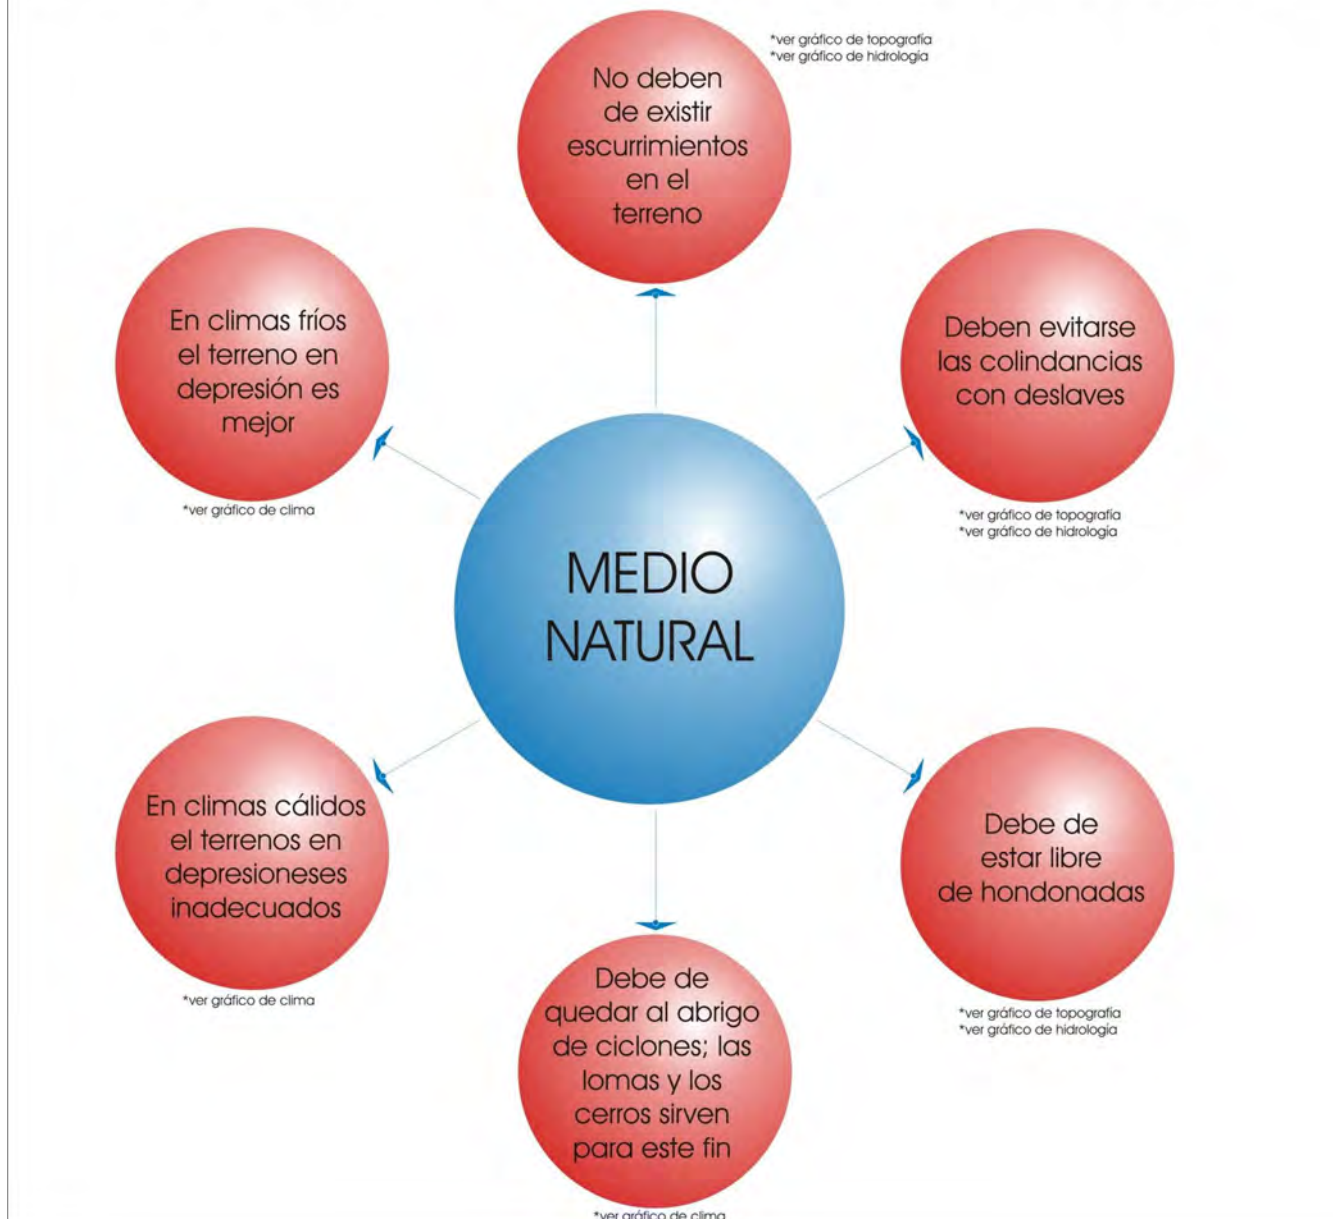 *ver gráfico de topografía
*ver gráfico de hidrología
No deben
de existir
escurrimientos
en el
terreno
En climas fríos
el terreno en
depresión es
mejor
*ver gráfico de clima
Deben evitarse
las colindancias
con deslaves
*ver gráfico de topografía
*ver gráfico de hidrología
MEDIO
NATURAL
En climas cálidos
el terrenos en
depresioneses
inadecuados
*ver gráfico de clima
Debe de
estar libre
de hondonadas
*ver gráfico de topografía
*ver gráfico de hidrología
Debe de
quedar al abrigo
de ciclones; las
lomas y los
cerros sirven
para este fin
*ver gráfico de clima